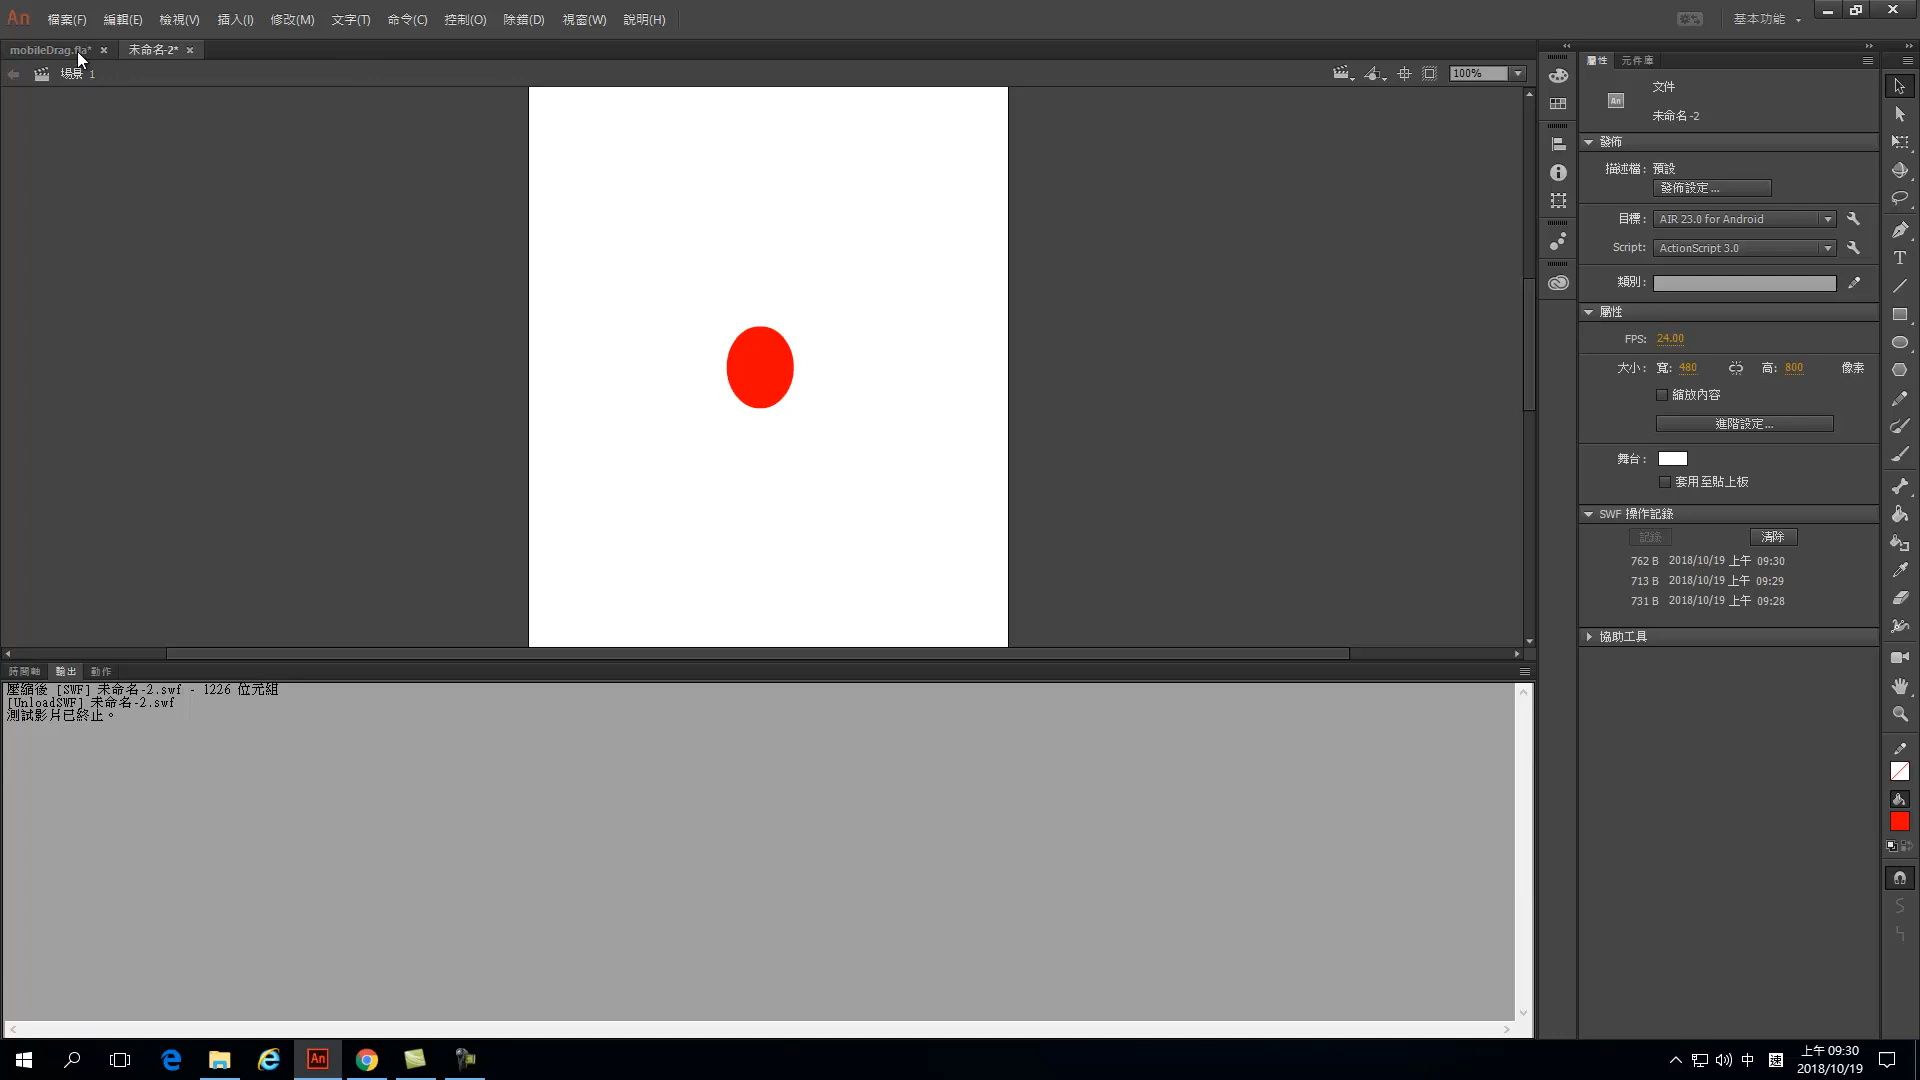 An 檔案(F) 編輯(E) 檢視(V) 插入(I) 修改(M) 文字(T) 命令(C) 控制(O) 除錯(D) 視窗(W) 說明(H) 基本功能
mobileDrag.fla* × 未命名-2* ×
場景 1 100%
屬性 元件庫
An 文件
未命名-2
發佈
描述檔: 預設
發佈設定...
目標: AIR 23.0 for Android
Script: ActionScript 3.0
類別:
屬性
FPS: 24.00
大小: 寬: 480 高: 800 像素
縮放內容
進階設定...
舞台:
套用至貼上板
SWF 操作記錄
記錄 清除
762 B 2018/10/19 上午 09:30
713 B 2018/10/19 上午 09:29
731 B 2018/10/19 上午 09:28
協助工具
時間軸 輸出 動作
壓縮後 [SWF] 未命名-2.swf - 1226 位元組
[UnloadSWF] 未命名-2.swf
測試影片已終止。
An 中 速 上午 09:30
2018/10/19